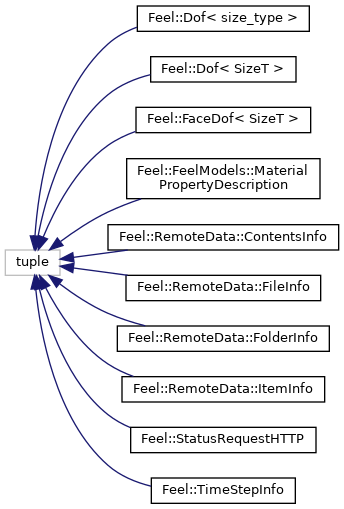 Feel::Dof< size_type >
Feel::Dof< SizeT >
Feel::FaceDof< SizeT >
Feel::FeelModels::Material
PropertyDescription
Feel::RemoteData::ContentsInfo
tuple
Feel::RemoteData::FileInfo
Feel::RemoteData::FolderInfo
Feel::RemoteData::ItemInfo
Feel::StatusRequestHTTP
Feel::TimeStepInfo